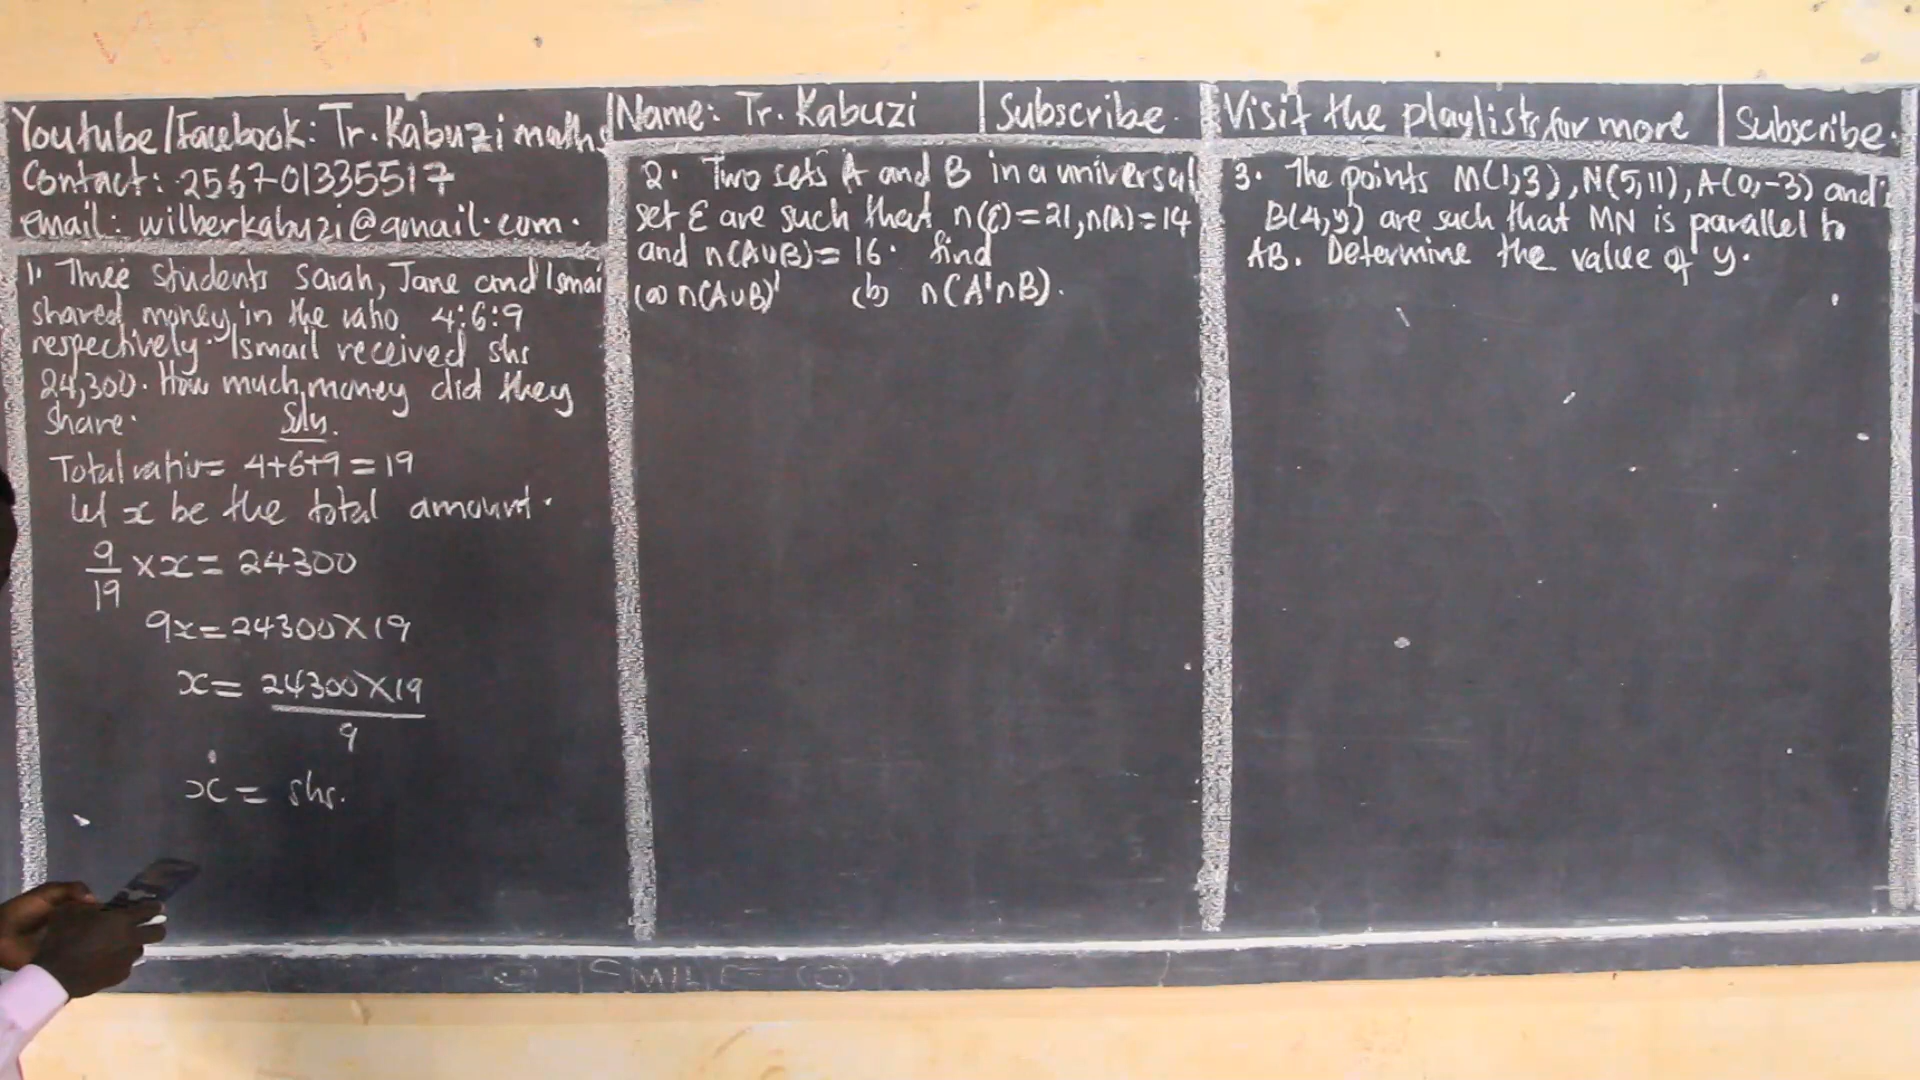 Youtube/Facebook: Tr. Kabuzi maths
Contact: 256701335517
email: wilberkabuzi@gmail.com.
Name: Tr. Kabuzi
Subscribe.
Visit the playlists for more
Subscribe.
1. Three students Sarah, Jane and Ismai
shared money in the ratio 4:6:9
respectively. Ismail received shs
24,300. How much money did they
share.
Soln.
Total ratio = 4+6+9 = 19
let x be the total amount.
9/19 × x = 24300
9x = 24300 × 19
x = 24300 × 19
9
x = shs.
2. Two sets A and B in a universal
set Ɛ are such that n(Ɛ) = 21, n(A) = 14
and n(A∪B) = 16. find
(a) n(A∪B)' (b) n(A'∩B).
3. The points M(1,3), N(5,11), A(0,-3) and
B(4,y) are such that MN is parallel to
AB. Determine the value of y.
SMILE